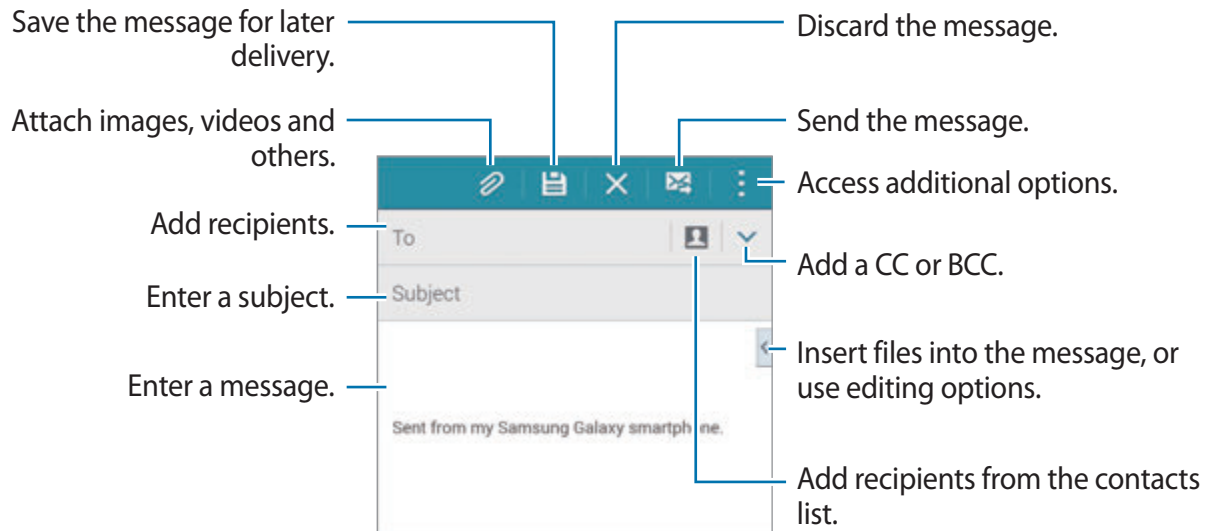 Save the message for later
delivery.
Attach images, videos and
others.
Add recipients.
Enter a subject.
Enter a message.
To
Subject
Sent from my Samsung Galaxy smartphone.
Discard the message.
Send the message.
Access additional options.
Add a CC or BCC.
Insert files into the message, or
use editing options.
Add recipients from the contacts
list.